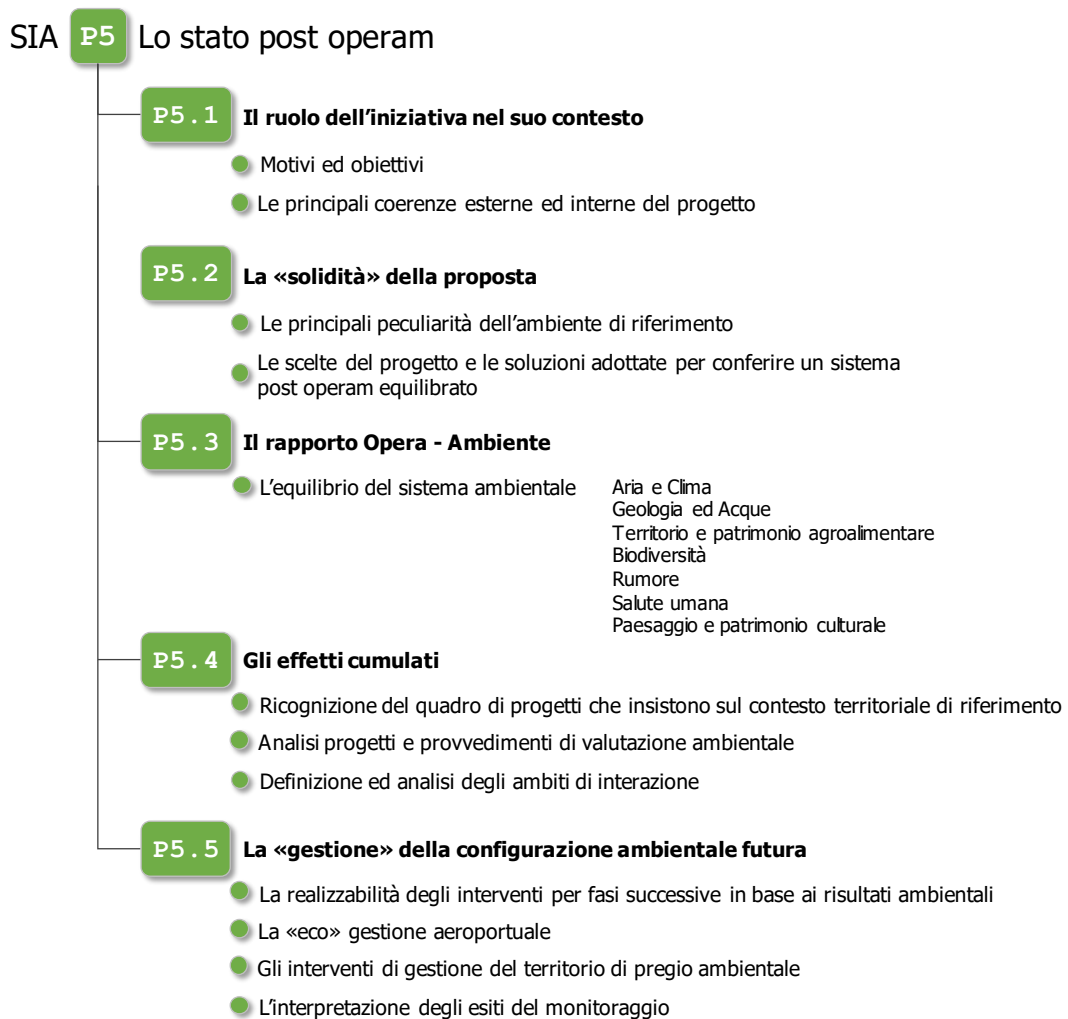 SIA P5 Lo stato post operam
P5.1 Il ruolo dell'iniziativa nel suo contesto
Motivi ed obiettivi
Le principali coerenze esterne ed interne del progetto
P5.2 La «solidità» della proposta
Le principali peculiarità dell'ambiente di riferimento
Le scelte del progetto e le soluzioni adottate per conferire un sistema
post operam equilibrato
P5.3 Il rapporto Opera - Ambiente
L'equilibrio del sistema ambientale
Aria e Clima
Geologia ed Acque
Territorio e patrimonio agroalimentare
Biodiversità
Rumore
Salute umana
Paesaggio e patrimonio culturale
P5.4 Gli effetti cumulati
Ricognizione del quadro di progetti che insistono sul contesto territoriale di riferimento
Analisi progetti e provvedimenti di valutazione ambientale
Definizione ed analisi degli ambiti di interazione
P5.5 La «gestione» della configurazione ambientale futura
La realizzabilità degli interventi per fasi successive in base ai risultati ambientali
La «eco» gestione aeroportuale
Gli interventi di gestione del territorio di pregio ambientale
L'interpretazione degli esiti del monitoraggio